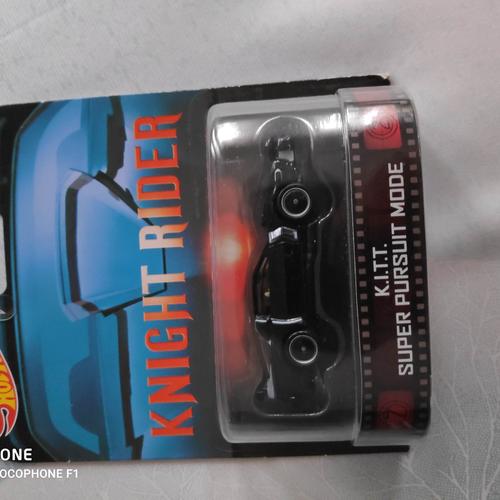 KNIGHT RIDER
K.I.T.T.
SUPER PURSUIT MODE
ONE
OCOPHONE F1